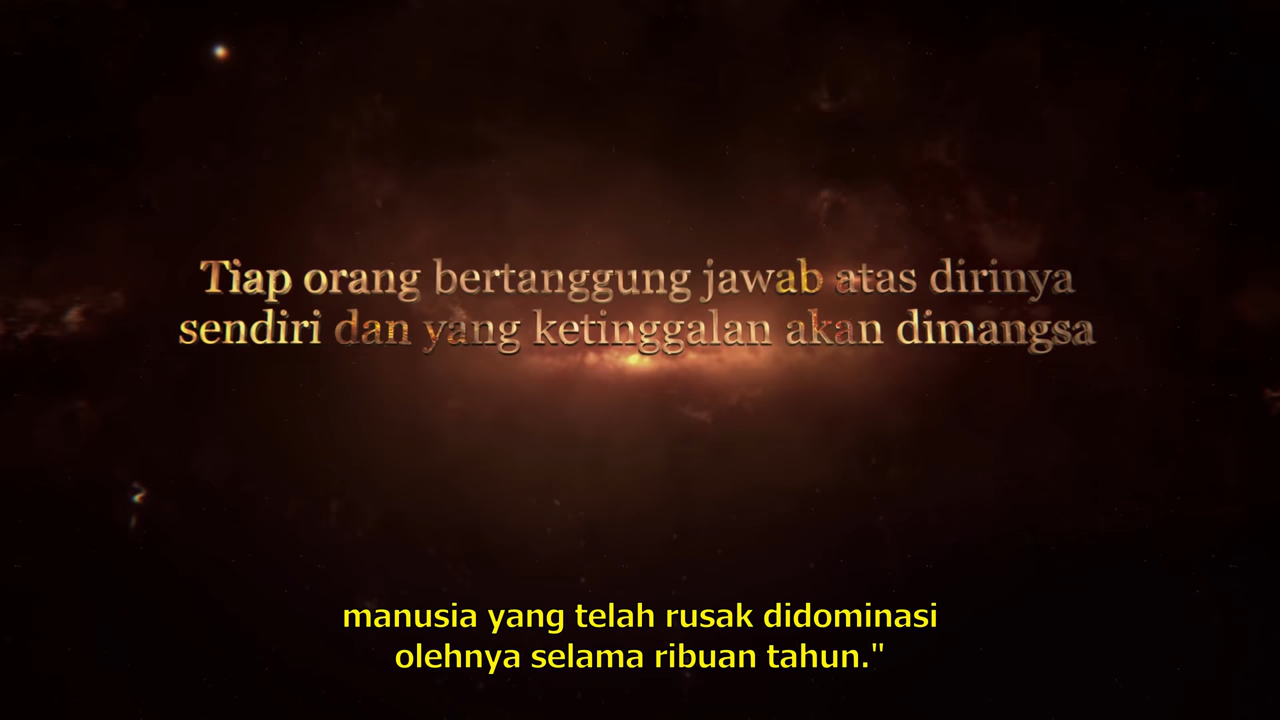 Tiap orang bertanggung jawab atas dirinya
sendiri dan yang ketinggalan akan dimangsa
manusia yang telah rusak didominasi
olehnya selama ribuan tahun."